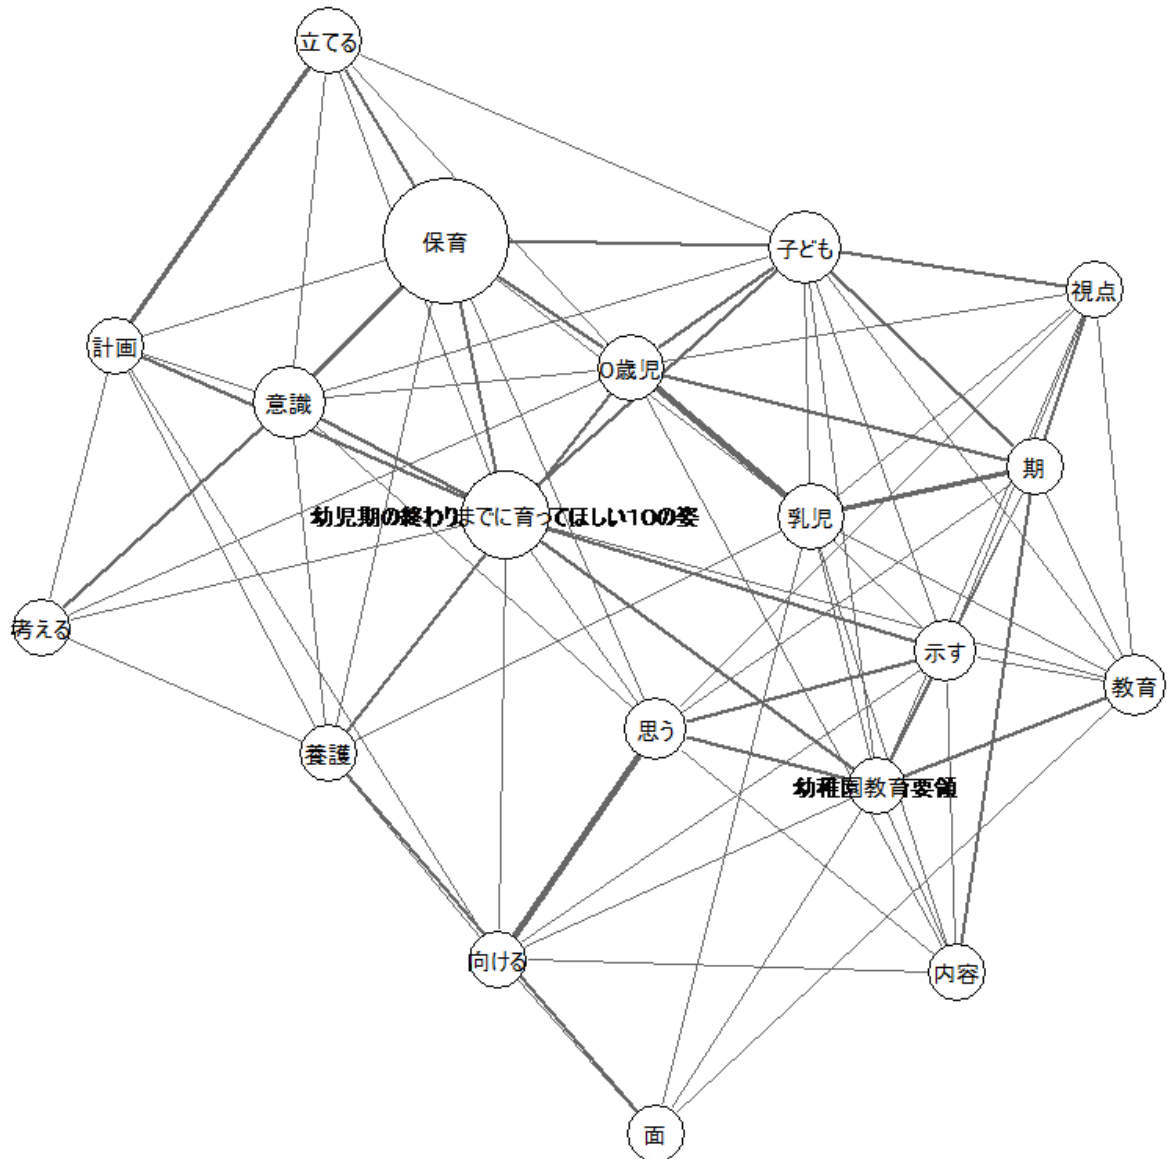 立てる
保育
子ども
視点
計画
0歳児
意識
期
幼児期の終わりまでに育ってほしい10の姿
乳児
考える
示す
教育
思う
養護
幼稚園教育要領
向ける
内容
面